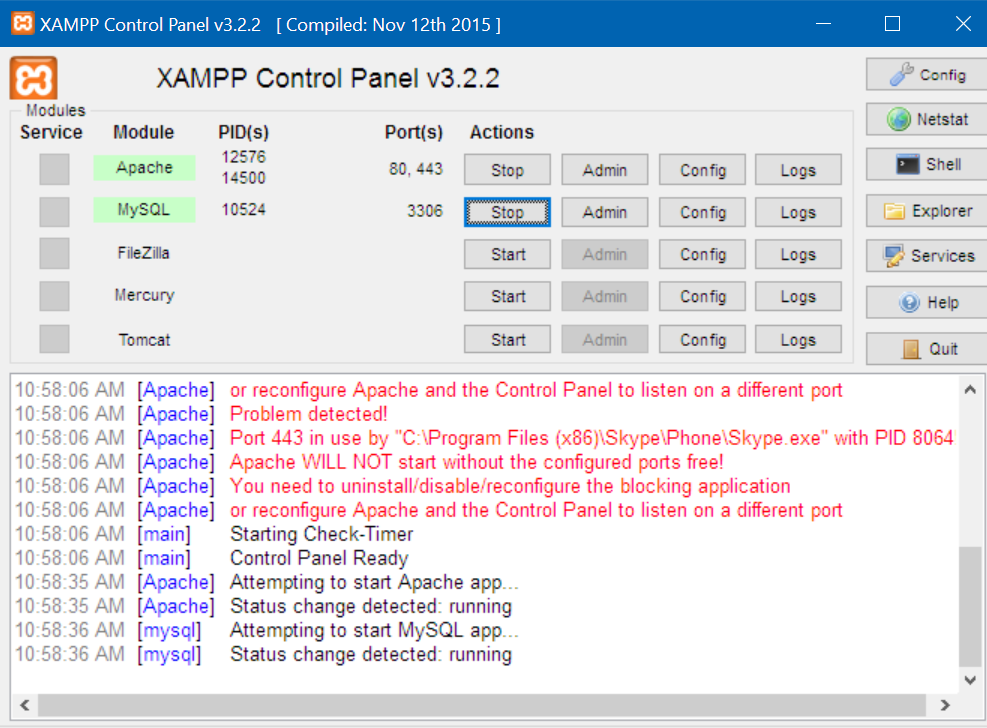 XAMPP Control Panel v3.2.2 [ Compiled: Nov 12th 2015 ]
XAMPP Control Panel v3.2.2
Config
Modules
Service Module PID(s) Port(s) Actions
Netstat
Apache 12576 14500 80, 443 Stop Admin Config Logs
Shell
MySQL 10524 3306 Stop Admin Config Logs
Explorer
FileZilla Start Admin Config Logs
Services
Mercury Start Admin Config Logs
Help
Tomcat Start Admin Config Logs
Quit
10:58:06 AM [Apache] or reconfigure Apache and the Control Panel to listen on a different port
10:58:06 AM [Apache] Problem detected!
10:58:06 AM [Apache] Port 443 in use by "C:\Program Files (x86)\Skype\Phone\Skype.exe" with PID 8064
10:58:06 AM [Apache] Apache WILL NOT start without the configured ports free!
10:58:06 AM [Apache] You need to uninstall/disable/reconfigure the blocking application
10:58:06 AM [Apache] or reconfigure Apache and the Control Panel to listen on a different port
10:58:06 AM [main] Starting Check-Timer
10:58:06 AM [main] Control Panel Ready
10:58:35 AM [Apache] Attempting to start Apache app...
10:58:35 AM [Apache] Status change detected: running
10:58:36 AM [mysql] Attempting to start MySQL app...
10:58:36 AM [mysql] Status change detected: running